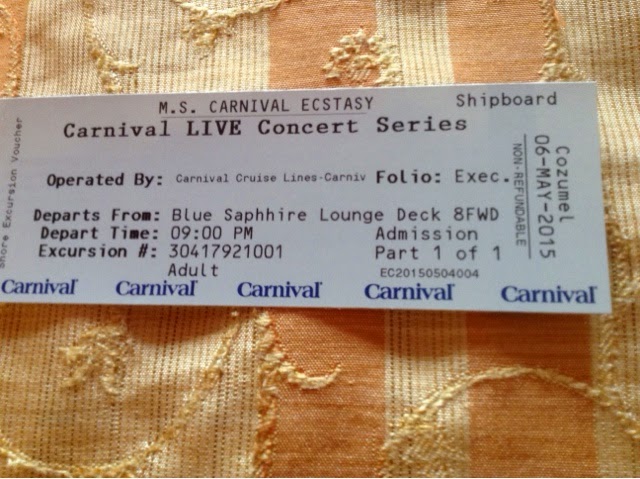 M.S. CARNIVAL ECSTASY
Shipboard
Carnival LIVE Concert Series
Operated By: Carnival Cruise Lines-Carniv Folio: Exec.
Departs From: Blue Saphhire Lounge Deck 8FWD
Depart Time: 09:00 PM Admission
Excursion #: 30417921001 Part 1 of 1
Adult EC20150504004
Carnival Carnival Carnival Carnival Carnival
Excursion Voucher
Cozumel
06-MAY-2015
NON-REFUNDABLE